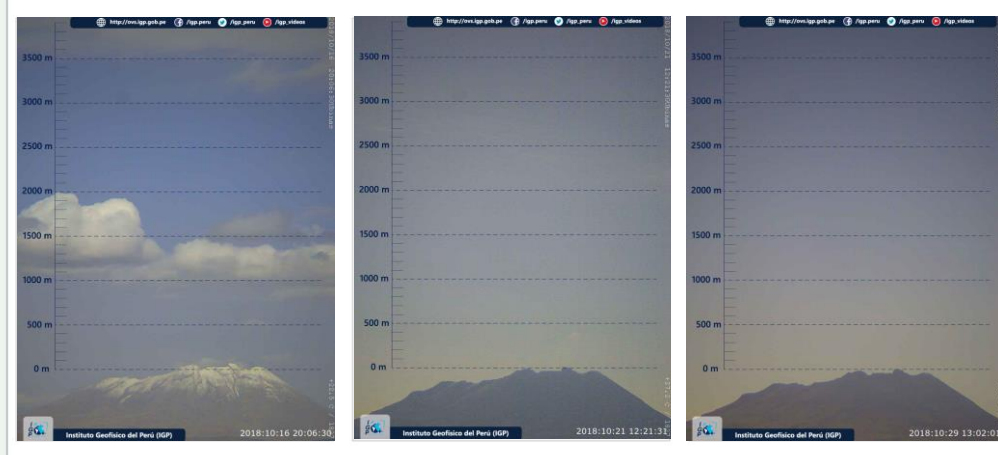 http://ovs.igp.gob.pe /igp.peru /igp_peru /igp_videos
3500 m
3000 m
2500 m
2000 m
1500 m
1000 m
500 m
0 m
Instituto Geofísico del Perú (IGP)
2018:10:16 20:06:30
http://ovs.igp.gob.pe /igp.peru /igp_peru /igp_videos
3500 m
3000 m
2500 m
2000 m
1500 m
1000 m
500 m
0 m
Instituto Geofísico del Perú (IGP)
2018:10:21 12:21:31
http://ovs.igp.gob.pe /igp.peru /igp_peru /igp_videos
3500 m
3000 m
2500 m
2000 m
1500 m
1000 m
500 m
0 m
Instituto Geofísico del Perú (IGP)
2018:10:29 13:02:01